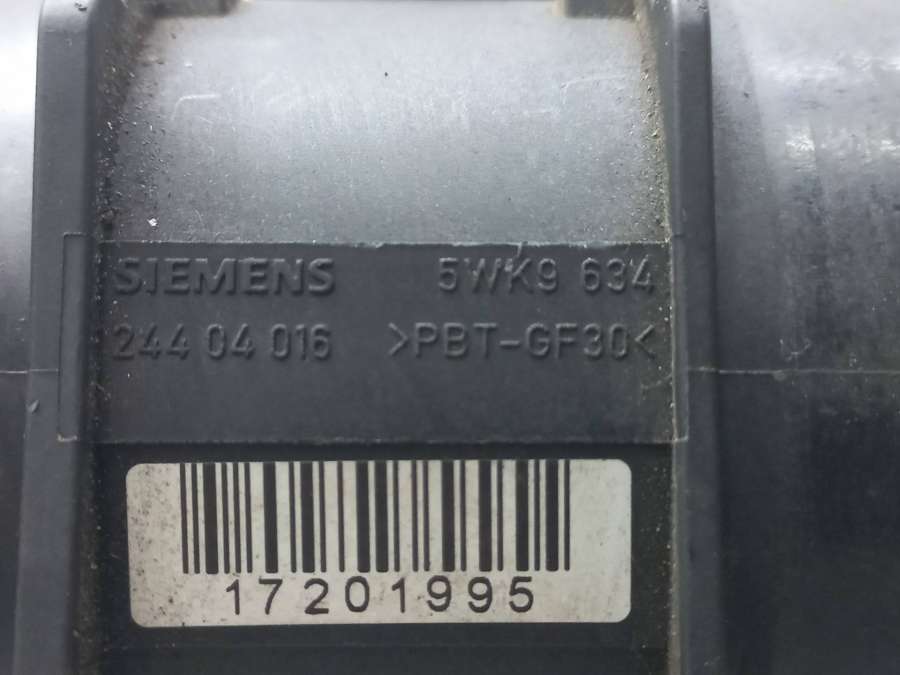 SIEMENS 5WK9 634
244 04 016 >PBT-GF30<
17201995